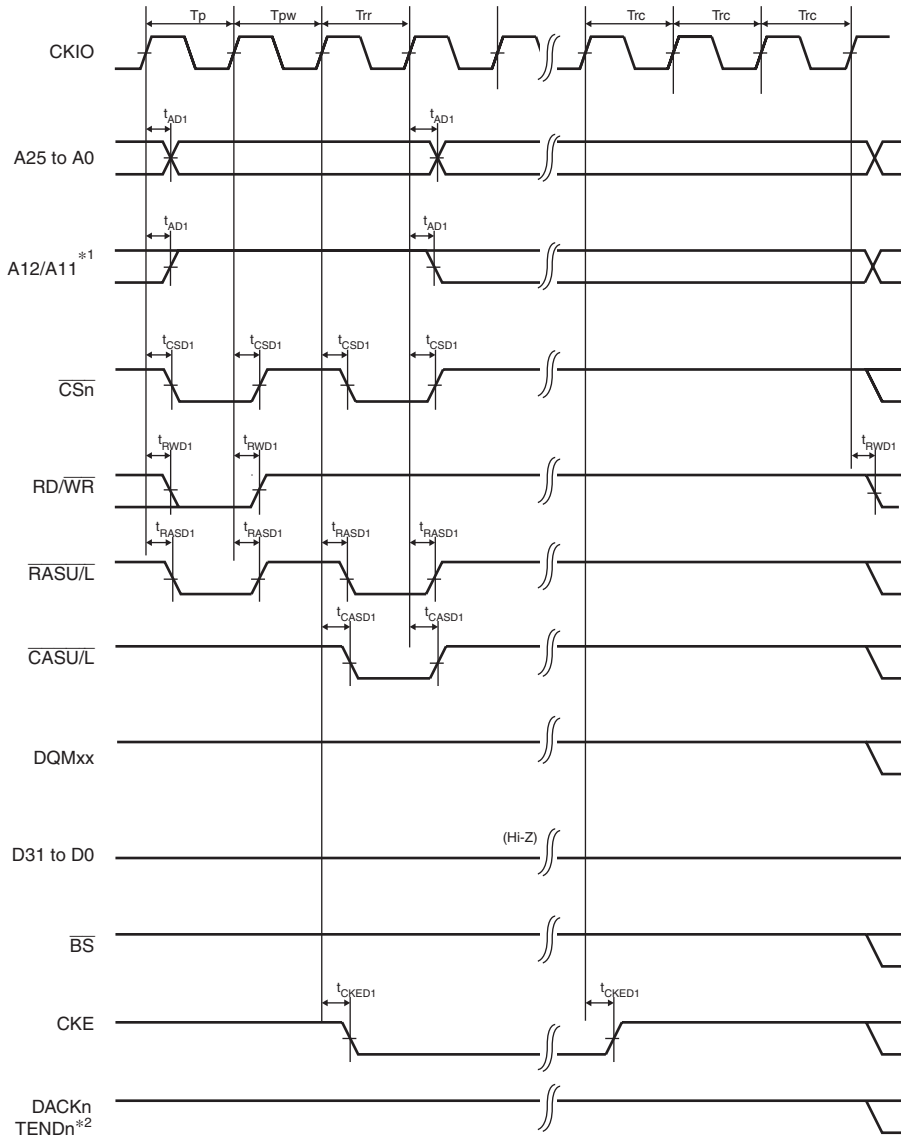 Tp Tpw Trr Trc Trc Trc
CKIO
tAD1 tAD1
A25 to A0
tAD1 tAD1
A12/A11*1
tCSD1 tCSD1 tCSD1 tCSD1
CSn
tRWD1 tRWD1 tRWD1
RD/WR
tRASD1 tRASD1 tRASD1 tRASD1
RASU/L
tCASD1 tCASD1
CASU/L
DQMxx
(Hi-Z)
D31 to D0
BS
tCKED1 tCKED1
CKE
DACKn
TENDn*2